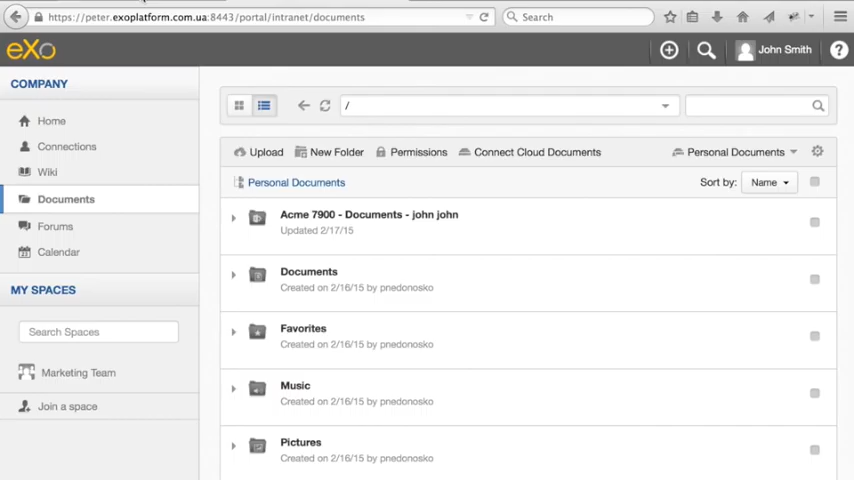 https://peter.exoplatform.com.ua:8443/portal/intranet/documents
Search
eXo
John Smith
?
COMPANY
Home
Connections
Wiki
Documents
Forums
Calendar
MY SPACES
Search Spaces
Marketing Team
Join a space
/
Upload
New Folder
Permissions
Connect Cloud Documents
Personal Documents
Personal Documents
Sort by:
Name
Acme 7900 - Documents - john john
Updated 2/17/15
Documents
Created on 2/16/15 by pnedonosko
Favorites
Created on 2/16/15 by pnedonosko
Music
Created on 2/16/15 by pnedonosko
Pictures
Created on 2/16/15 by pnedonosko